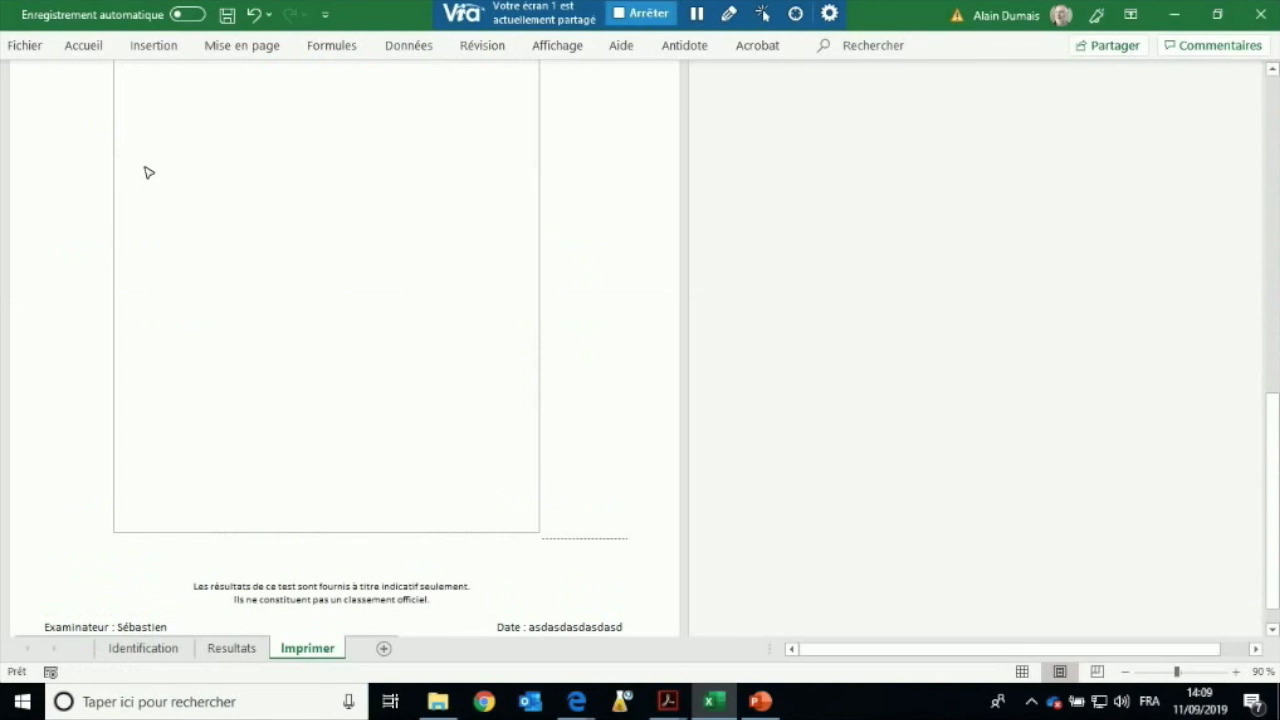 Enregistrement automatique
Vra
Votre écran 1 est
actuellement partagé
Arrêter
Alain Dumais
Fichier Accueil Insertion Mise en page Formules Données Révision Affichage Aide Antidote Acrobat Rechercher Partager Commentaires
Les résultats de ce test sont fournis à titre indicatif seulement.
Ils ne constituent pas un classement officiel.
Examinateur : Sébastien Date : asdasdasdasdasd
Identification Resultats Imprimer
Prêt 90 %
Taper ici pour rechercher FRA 14:09
11/09/2019 7